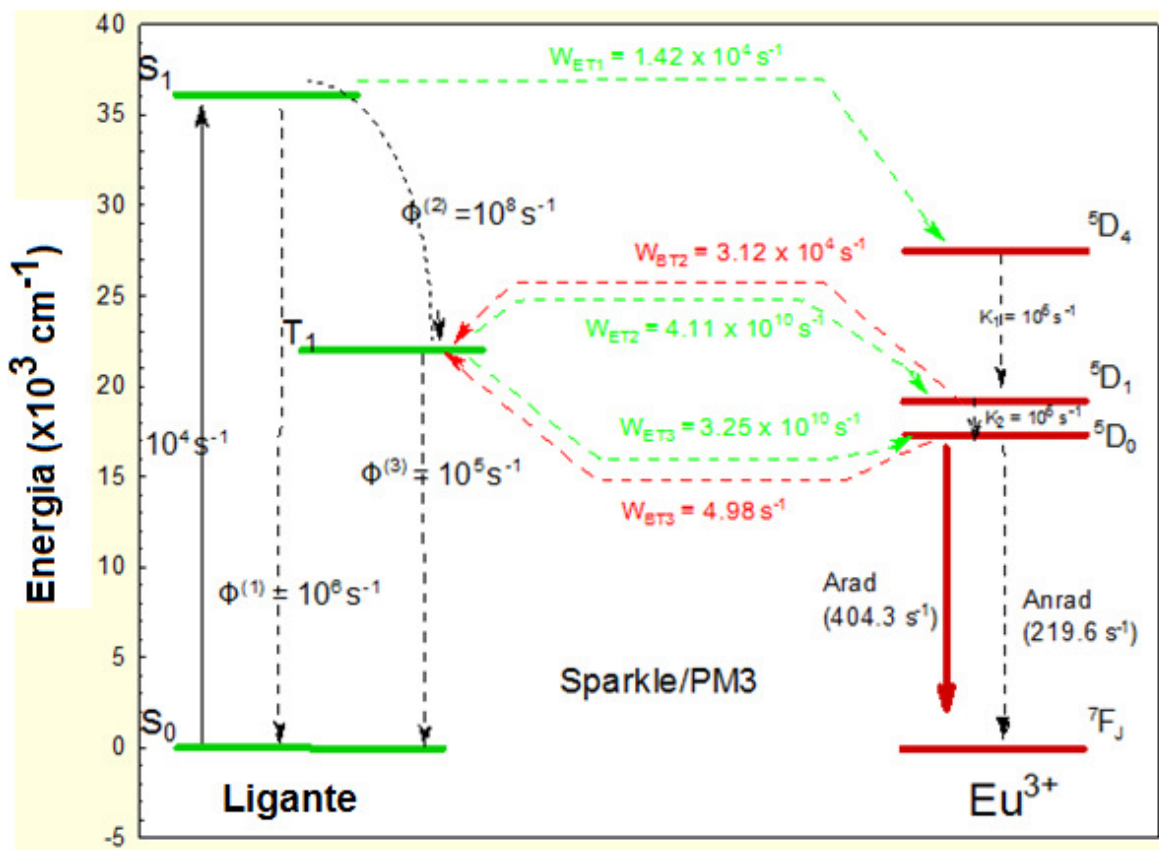 Energia (x10³ cm⁻¹)
40
35
30
25
20
15
10
5
0
-5
S₁
W_ET1 = 1.42 x 10⁴ s⁻¹
Φ⁽²⁾ =10⁸ s⁻¹
⁵D₄
W_BT2 = 3.12 x 10⁴ s⁻¹
W_ET2 = 4.11 x 10¹⁰ s⁻¹
K₁ = 10⁶ s⁻¹
T₁
⁵D₁
K₂ = 10⁶ s⁻¹
⁵D₀
10⁴ s⁻¹
W_ET3 = 3.25 x 10¹⁰ s⁻¹
Φ⁽³⁾ = 10⁵ s⁻¹
W_BT3 = 4.98 s⁻¹
Φ⁽¹⁾ = 10⁶ s⁻¹
Arad
(404.3 s⁻¹)
Anrad
(219.6 s⁻¹)
Sparkle/PM3
S₀
⁷F_J
Ligante
Eu³⁺